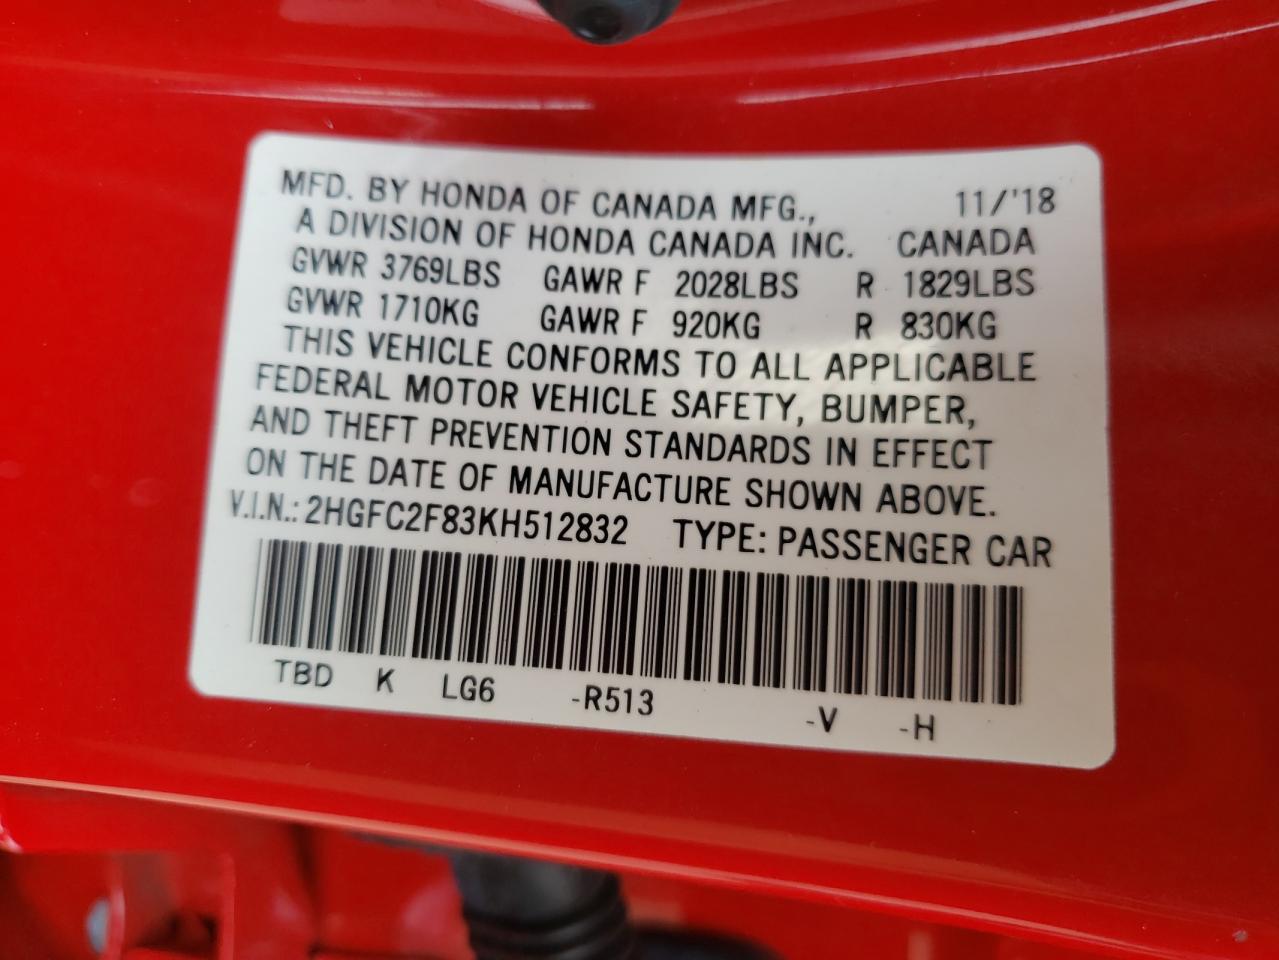 MFD. BY HONDA OF CANADA MFG., 11/'18
A DIVISION OF HONDA CANADA INC. CANADA
GVWR 3769LBS GAWR F 2028LBS R 1829LBS
GVWR 1710KG GAWR F 920KG R 830KG
THIS VEHICLE CONFORMS TO ALL APPLICABLE
FEDERAL MOTOR VEHICLE SAFETY, BUMPER,
AND THEFT PREVENTION STANDARDS IN EFFECT
ON THE DATE OF MANUFACTURE SHOWN ABOVE.
V.I.N.: 2HGFC2F83KH512832 TYPE: PASSENGER CAR
TBD K LG6 -R513 -V -H